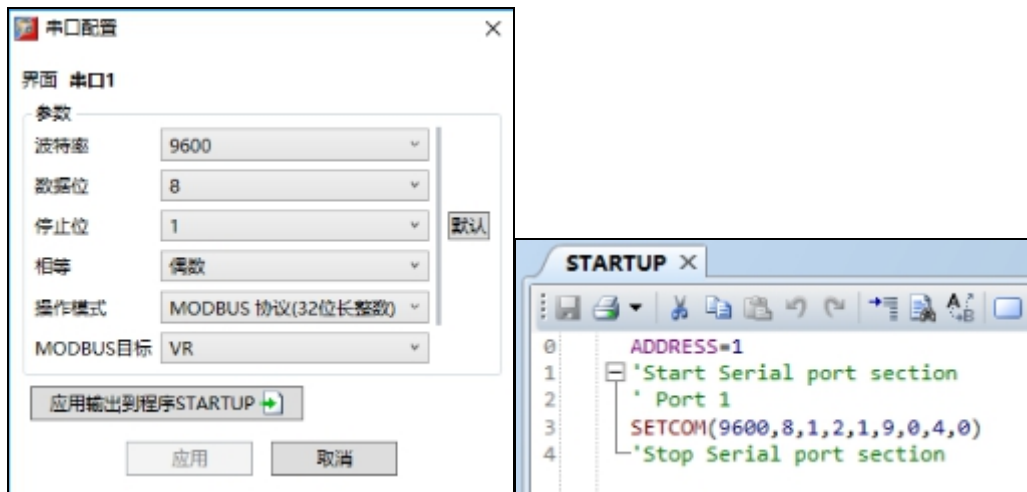 串口配置
界面 串口1
参数
波特率 9600
数据位 8
停止位 1
默认
相等 偶数
操作模式 MODBUS 协议(32位长整数)
MODBUS目标 VR
应用输出到程序STARTUP
应用 取消
STARTUP
0 ADDRESS=1
1 'Start Serial port section
2 ' Port 1
3 SETCOM(9600,8,1,2,1,9,0,4,0)
4 'Stop Serial port section